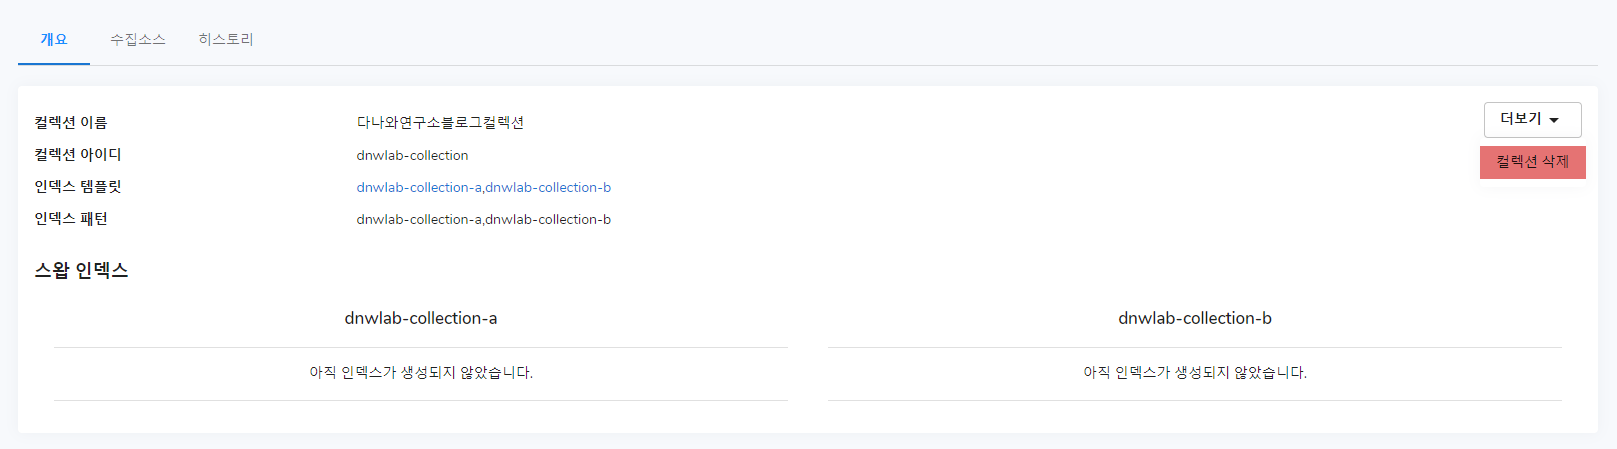 개요 수집소스 히스토리
컬렉션 이름 다나와연구소블로그컬렉션 더보기
컬렉션 아이디 dnwlab-collection 컬렉션 삭제
인덱스 템플릿 dnwlab-collection-a,dnwlab-collection-b
인덱스 패턴 dnwlab-collection-a,dnwlab-collection-b
스왑 인덱스
dnwlab-collection-a dnwlab-collection-b
아직 인덱스가 생성되지 않았습니다. 아직 인덱스가 생성되지 않았습니다.